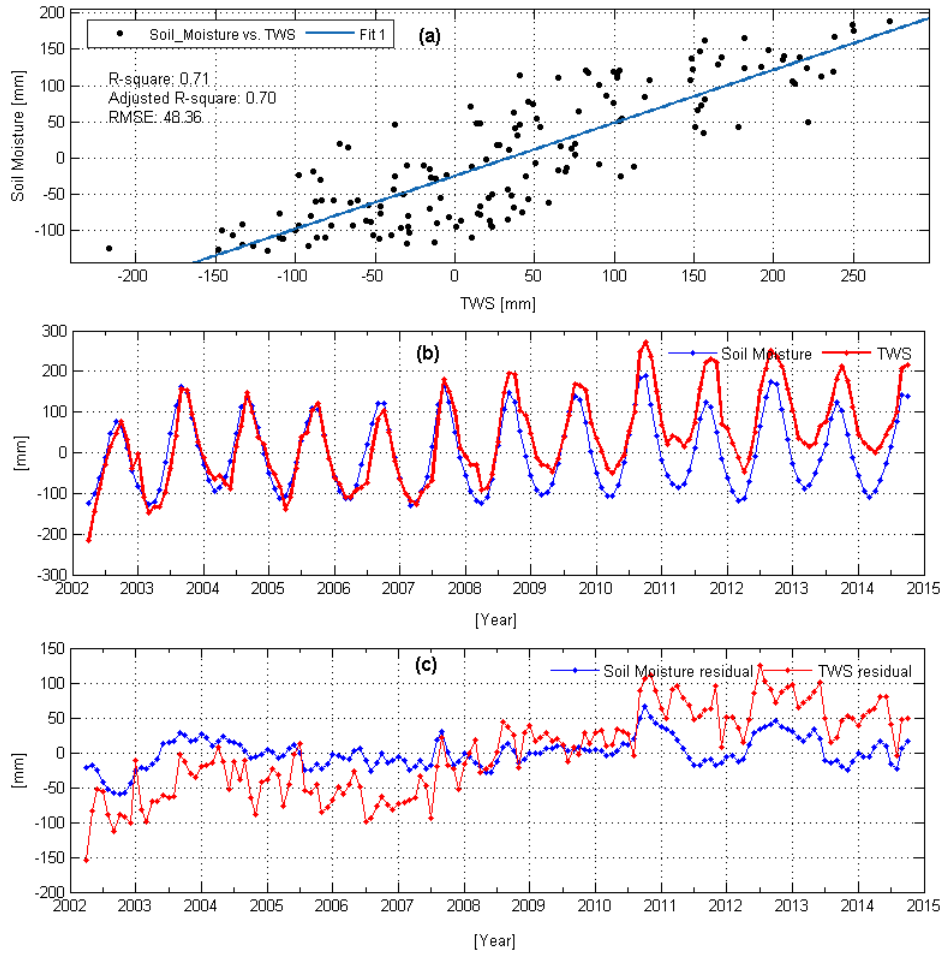 200
150
100
50
0
-50
-100
Soil Moisture [mm]
Soil_Moisture vs. TWS
Fit 1
(a)
R-square: 0.71
Adjusted R-square: 0.70
RMSE: 48.36
-200 -150 -100 -50 0 50 100 150 200 250
TWS [mm]
300
200
100
0
-100
-200
-300
[mm]
(b)
Soil Moisture TWS
2002 2003 2004 2005 2006 2007 2008 2009 2010 2011 2012 2013 2014 2015
[Year]
150
100
50
0
-50
-100
-150
-200
[mm]
(c)
Soil Moisture residual TWS residual
2002 2003 2004 2005 2006 2007 2008 2009 2010 2011 2012 2013 2014 2015
[Year]